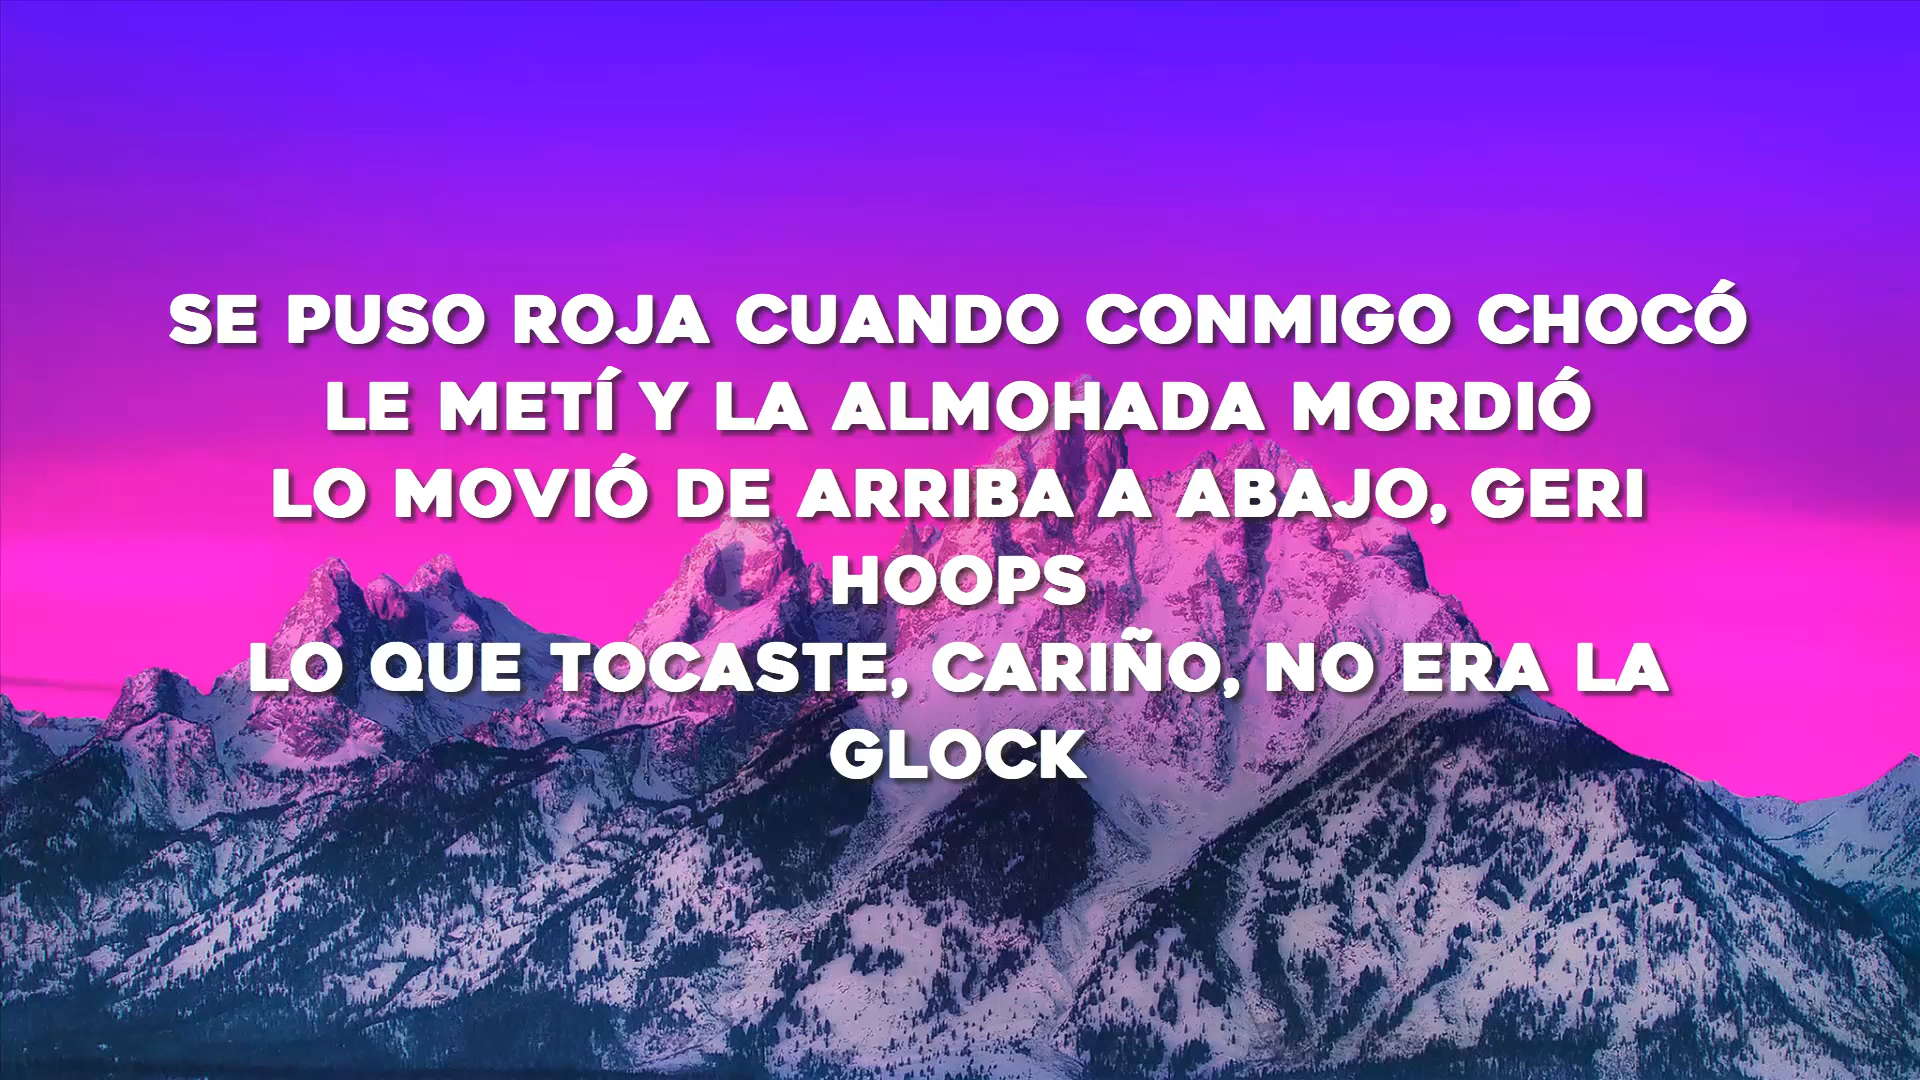 SE PUSO ROJA CUANDO CONMIGO CHOCÓ
LE METÍ Y LA ALMOHADA MORDIÓ
LO MOVIÓ DE ARRIBA A ABAJO, GERI
HOOPS
LO QUE TOCASTE, CARIÑO, NO ERA LA
GLOCK